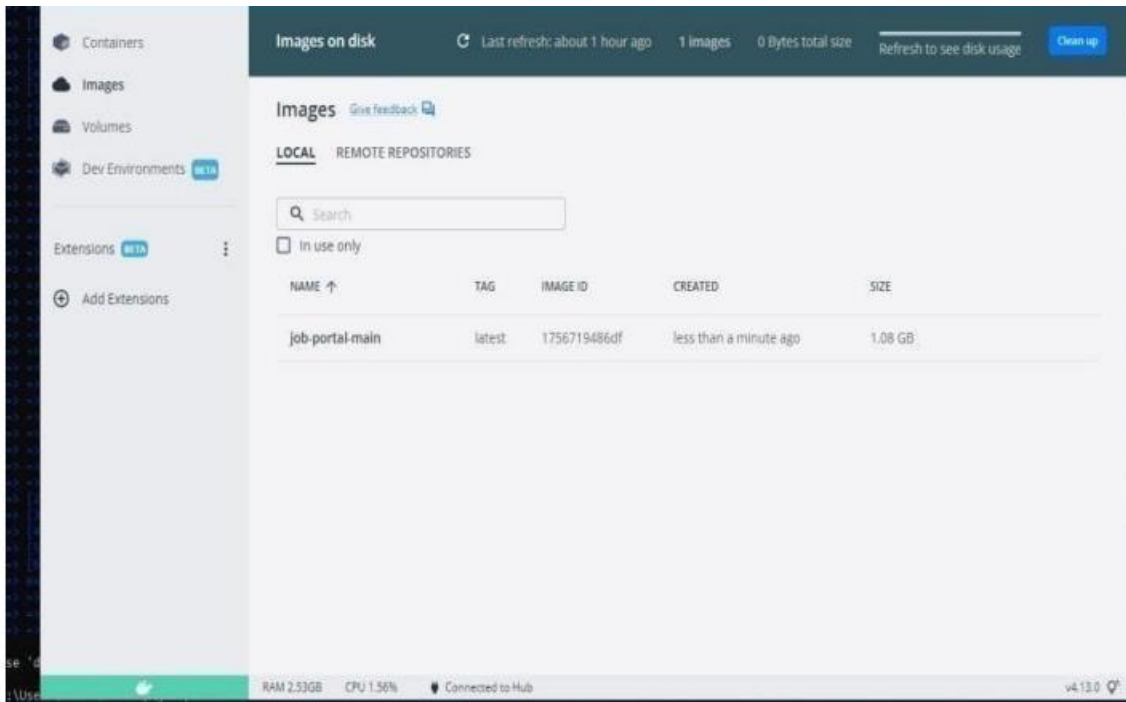 Containers
Images
Volumes
Dev Environments BETA
Extensions BETA
Add Extensions
Images on disk Last refresh: about 1 hour ago 1 images 0 Bytes total size Refresh to see disk usage Clean up
Images Give feedback
LOCAL REMOTE REPOSITORIES
Search
In use only
NAME TAG IMAGE ID CREATED SIZE
job-portal-main latest 1756719486df less than a minute ago 1.08 GB
se 'd
:\Use
RAM 2.53GB CPU 1.56% Connected to Hub v4.13.0